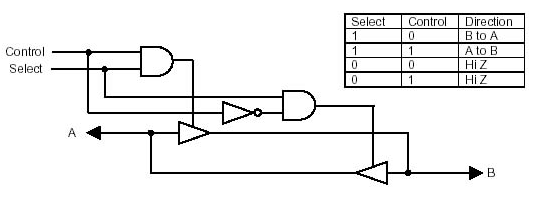 Select Control Direction
1 0 B to A
1 1 A to B
0 0 Hi Z
0 1 Hi Z
Control
Select
A
B